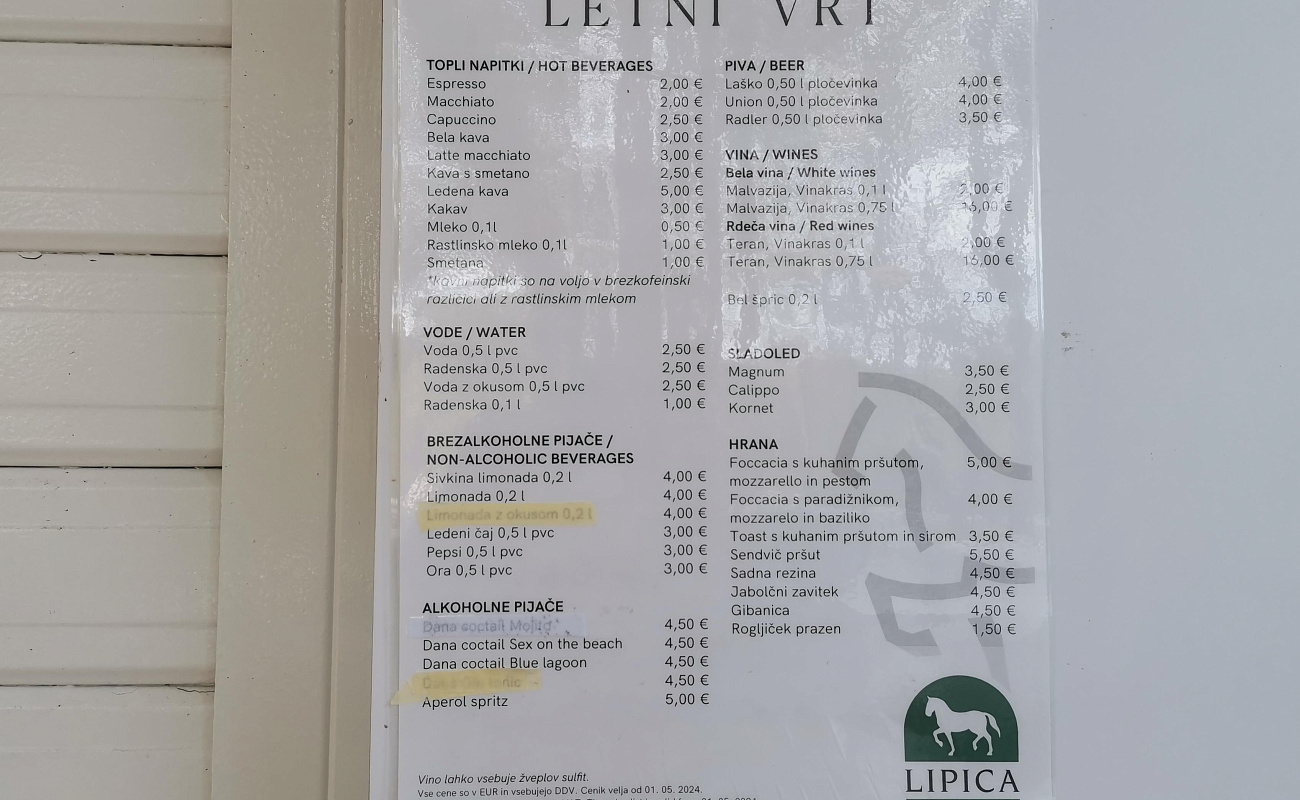 LETNI VRT
TOPLI NAPITKI / HOT BEVERAGES
Espresso 2,00 €
Macchiato 2,00 €
Capuccino 2,50 €
Bela kava 3,00 €
Latte macchiato 3,00 €
Kava s smetano 2,50 €
Ledena kava 5,00 €
Kakav 3,00 €
Mleko 0,1l 0,50 €
Rastlinsko mleko 0,1l 1,00 €
Smetana 1,00 €
*kavni napitki so na voljo v brezkofeinski
različici ali z rastlinskim mlekom
VODE / WATER
Voda 0,5 l pvc 2,50 €
Radenska 0,5 l pvc 2,50 €
Voda z okusom 0,5 l pvc 2,50 €
Radenska 0,1 l 1,00 €
BREZALKOHOLNE PIJAČE /
NON-ALCOHOLIC BEVERAGES
Sivkina limonada 0,2 l 4,00 €
Limonada 0,2 l 4,00 €
Limonada z okusom 0,2 l 4,00 €
Ledeni čaj 0,5 l pvc 3,00 €
Pepsi 0,5 l pvc 3,00 €
Ora 0,5 l pvc 3,00 €
ALKOHOLNE PIJAČE
Dana coctail Mojito 4,50 €
Dana coctail Sex on the beach 4,50 €
Dana coctail Blue lagoon 4,50 €
tonic 4,50 €
Aperol spritz 5,00 €
Vino lahko vsebuje žveplov sulfit.
Vse cene so v EUR in vsebujejo DDV. Cenik velja od 01. 05. 2024.
PIVA / BEER
Laško 0,50 l pločevinka 4,00 €
Union 0,50 l pločevinka 4,00 €
Radler 0,50 l pločevinka 3,50 €
VINA / WINES
Bela vina / White wines
Malvazija, Vinakras 0,1 l 2,00 €
Malvazija, Vinakras 0,75 l 16,00 €
Rdeča vina / Red wines
Teran, Vinakras 0,1 l 2,00 €
Teran, Vinakras 0,75 l 16,00 €
Bel špric 0,2 l 2,50 €
SLADOLED
Magnum 3,50 €
Calippo 2,50 €
Kornet 3,00 €
HRANA
Foccacia s kuhanim pršutom, 5,00 €
mozzarello in pestom
Foccacia s paradižnikom, 4,00 €
mozzarelo in baziliko
Toast s kuhanim pršutom in sirom 3,50 €
Sendvič pršut 5,50 €
Sadna rezina 4,50 €
Jabolčni zavitek 4,50 €
Gibanica 4,50 €
Rogljiček prazen 1,50 €
LIPICA